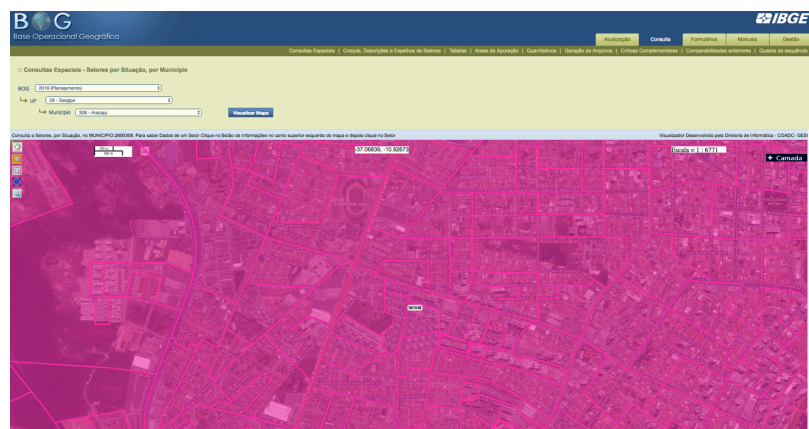 BOG
Base Operacional Geográfica
IBGE
Atualização Consulta Formulários Manuais Gestão
Consultas Espaciais | Croquis, Descrições e Espelhos de Setores | Tabelas | Areas de Apuração | Quantitativos | Geração de Arquivos | Críticas Complementares | Comparabilidades anteriores | Quebra de sequência
:: Consultas Espaciais - Setores por Situação, por Município
BOG 2016 (Planejamento)
UF 28 - Sergipe
Município 308 - Aracaju Visualizar Mapa
Consulta a Setores, por Situação, no MUNICIPIO:2800308. Para saber Dados de um Setor Clique no Botão de Informações no canto superior esquerdo do mapa e depois clique no Setor
Visualizador Desenvolvido pela Diretoria de Informática - COADC- GESI
-37.06839, -10.92673
Escala = 1 : 6771
+ Camada
00308